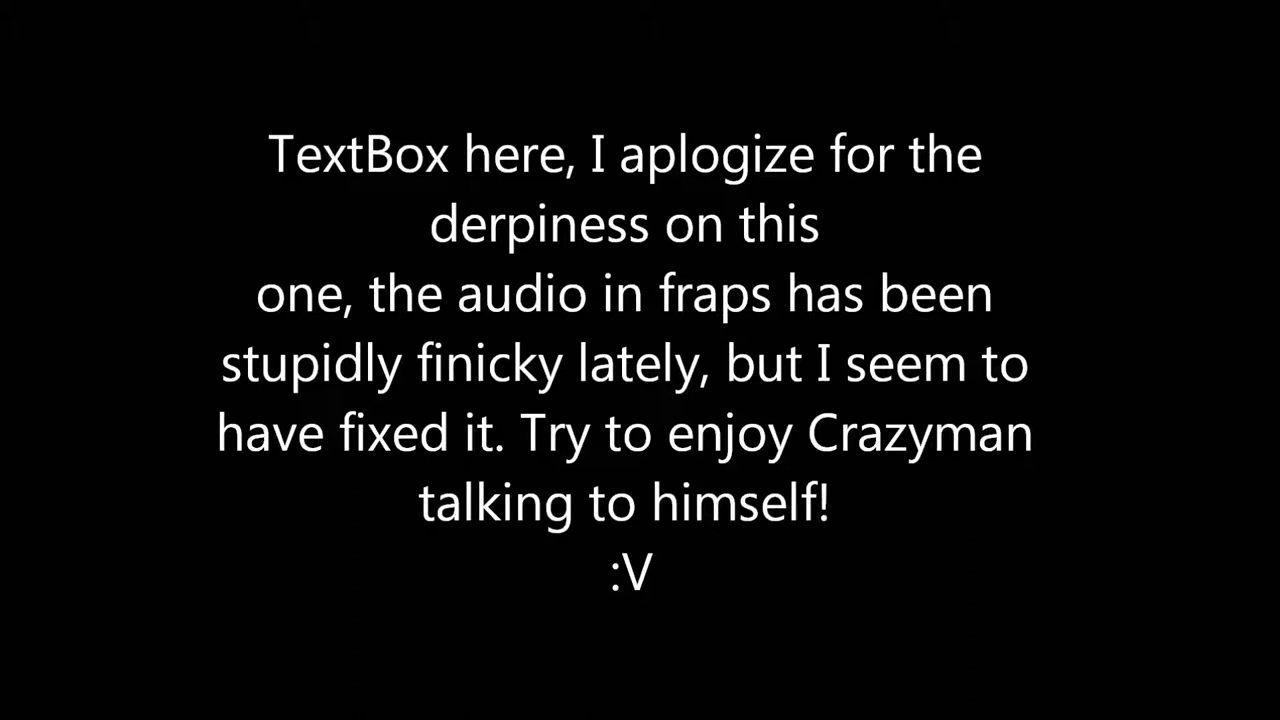 TextBox here, I aplogize for the
derpiness on this
one, the audio in fraps has been
stupidly finicky lately, but I seem to
have fixed it. Try to enjoy Crazyman
talking to himself!
:V